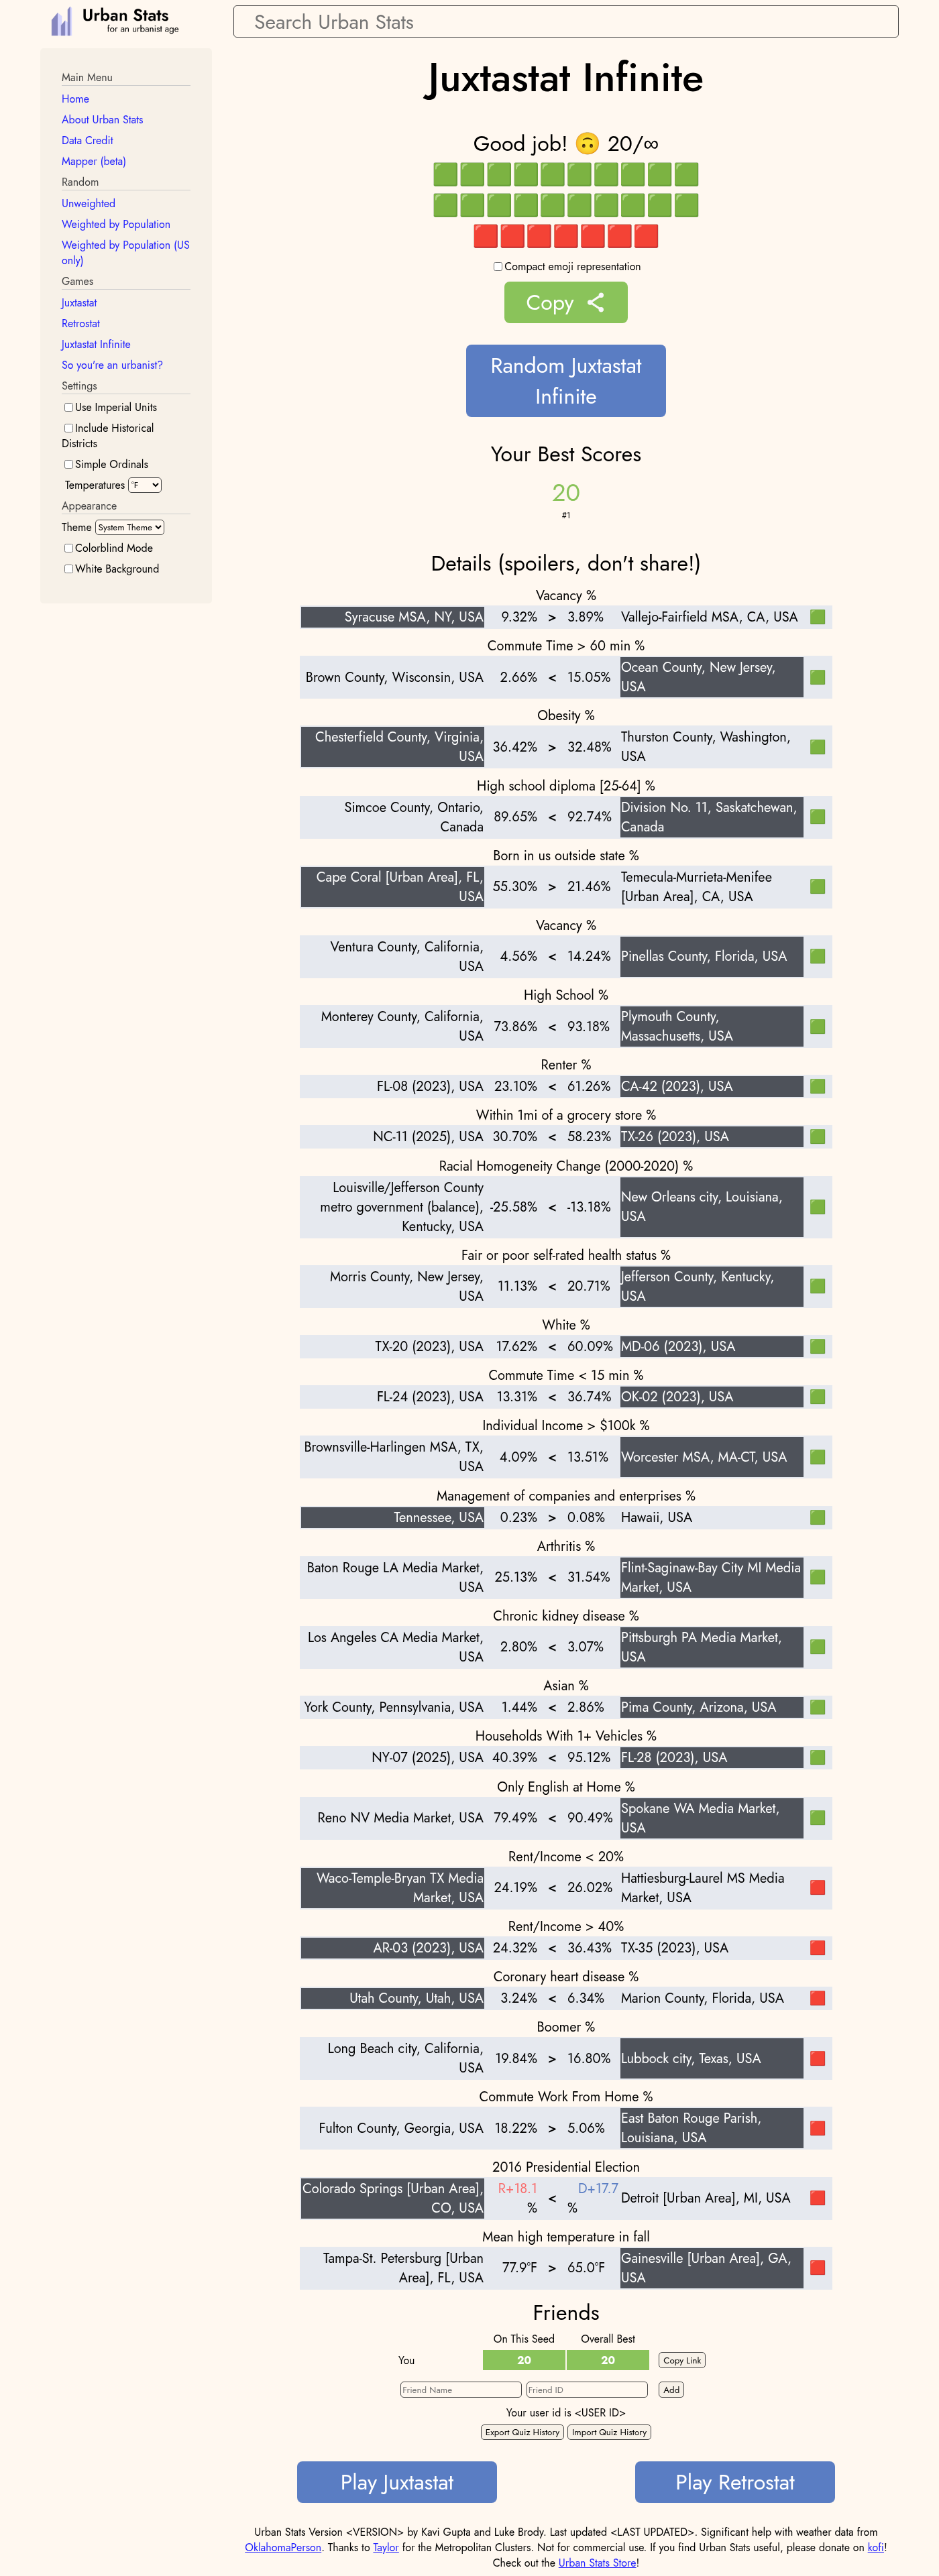 Urban Stats
for an urbanist age
Search Urban Stats
Main Menu
Home
About Urban Stats
Data Credit
Mapper (beta)
Random
Unweighted
Weighted by Population
Weighted by Population (US
only)
Games
Juxtastat
Retrostat
Juxtastat Infinite
So you're an urbanist?
Settings
Use Imperial Units
Include Historical
Districts
Simple Ordinals
Temperatures °F
Appearance
Theme System Theme
Colorblind Mode
White Background
Juxtastat Infinite
Good job! 🙃 20/∞
🟩🟩🟩🟩🟩🟩🟩🟩🟩🟩
🟩🟩🟩🟩🟩🟩🟩🟩🟩🟩
🟥🟥🟥🟥🟥🟥🟥
Compact emoji representation
Copy
Random Juxtastat
Infinite
Your Best Scores
20
#1
Details (spoilers, don't share!)
Vacancy %
Syracuse MSA, NY, USA 9.32% > 3.89% Vallejo-Fairfield MSA, CA, USA 🟩
Commute Time > 60 min %
Brown County, Wisconsin, USA 2.66% < 15.05% Ocean County, New Jersey,
USA 🟩
Obesity %
Chesterfield County, Virginia,
USA 36.42% > 32.48% Thurston County, Washington,
USA 🟩
High school diploma [25-64] %
Simcoe County, Ontario,
Canada 89.65% < 92.74% Division No. 11, Saskatchewan,
Canada 🟩
Born in us outside state %
Cape Coral [Urban Area], FL,
USA 55.30% > 21.46% Temecula-Murrieta-Menifee
[Urban Area], CA, USA 🟩
Vacancy %
Ventura County, California,
USA 4.56% < 14.24% Pinellas County, Florida, USA 🟩
High School %
Monterey County, California,
USA 73.86% < 93.18% Plymouth County,
Massachusetts, USA 🟩
Renter %
FL-08 (2023), USA 23.10% < 61.26% CA-42 (2023), USA 🟩
Within 1mi of a grocery store %
NC-11 (2025), USA 30.70% < 58.23% TX-26 (2023), USA 🟩
Racial Homogeneity Change (2000-2020) %
Louisville/Jefferson County
metro government (balance),
Kentucky, USA -25.58% < -13.18% New Orleans city, Louisiana,
USA 🟩
Fair or poor self-rated health status %
Morris County, New Jersey,
USA 11.13% < 20.71% Jefferson County, Kentucky,
USA 🟩
White %
TX-20 (2023), USA 17.62% < 60.09% MD-06 (2023), USA 🟩
Commute Time < 15 min %
FL-24 (2023), USA 13.31% < 36.74% OK-02 (2023), USA 🟩
Individual Income > $100k %
Brownsville-Harlingen MSA, TX,
USA 4.09% < 13.51% Worcester MSA, MA-CT, USA 🟩
Management of companies and enterprises %
Tennessee, USA 0.23% > 0.08% Hawaii, USA 🟩
Arthritis %
Baton Rouge LA Media Market,
USA 25.13% < 31.54% Flint-Saginaw-Bay City MI Media
Market, USA 🟩
Chronic kidney disease %
Los Angeles CA Media Market,
USA 2.80% < 3.07% Pittsburgh PA Media Market,
USA 🟩
Asian %
York County, Pennsylvania, USA 1.44% < 2.86% Pima County, Arizona, USA 🟩
Households With 1+ Vehicles %
NY-07 (2025), USA 40.39% < 95.12% FL-28 (2023), USA 🟩
Only English at Home %
Reno NV Media Market, USA 79.49% < 90.49% Spokane WA Media Market,
USA 🟩
Rent/Income < 20%
Waco-Temple-Bryan TX Media
Market, USA 24.19% < 26.02% Hattiesburg-Laurel MS Media
Market, USA 🟥
Rent/Income > 40%
AR-03 (2023), USA 24.32% < 36.43% TX-35 (2023), USA 🟥
Coronary heart disease %
Utah County, Utah, USA 3.24% < 6.34% Marion County, Florida, USA 🟥
Boomer %
Long Beach city, California,
USA 19.84% > 16.80% Lubbock city, Texas, USA 🟥
Commute Work From Home %
Fulton County, Georgia, USA 18.22% > 5.06% East Baton Rouge Parish,
Louisiana, USA 🟥
2016 Presidential Election
Colorado Springs [Urban Area],
CO, USA R+18.1
% < D+17.7
% Detroit [Urban Area], MI, USA 🟥
Mean high temperature in fall
Tampa-St. Petersburg [Urban
Area], FL, USA 77.9°F > 65.0°F Gainesville [Urban Area], GA,
USA 🟥
Friends
On This Seed Overall Best
You 20 20 Copy Link
Friend Name Friend ID Add
Your user id is <USER ID>
Export Quiz History Import Quiz History
Play Juxtastat Play Retrostat
Urban Stats Version <VERSION> by Kavi Gupta and Luke Brody. Last updated <LAST UPDATED>. Significant help with weather data from
OklahomaPerson. Thanks to Taylor for the Metropolitan Clusters. Not for commercial use. If you find Urban Stats useful, please donate on kofi!
Check out the Urban Stats Store!